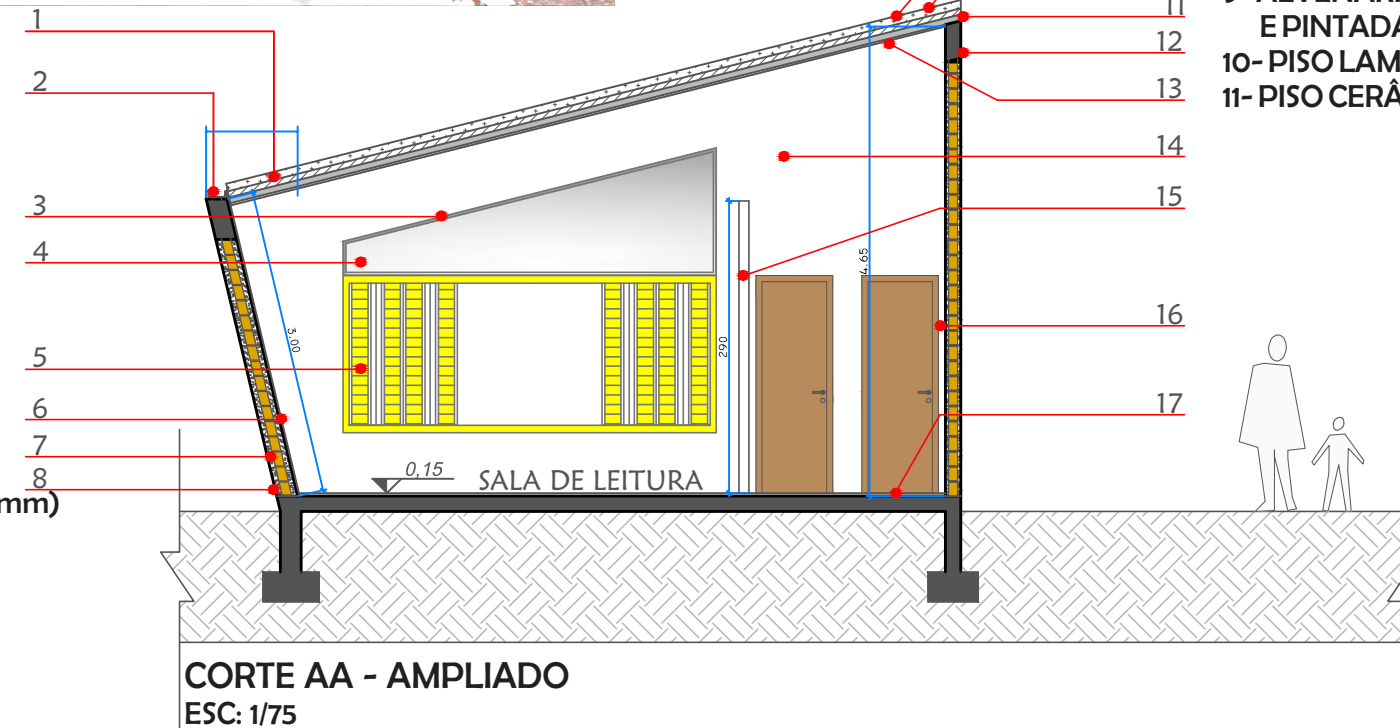 1
2
3
4
5
6
7
8
mm)
11
12
13
14
15
16
17
E PINTADA
10- PISO LAM
11- PISO CERÂ
3.00
290
4.65
0,15
SALA DE LEITURA
CORTE AA - AMPLIADO
ESC: 1/75